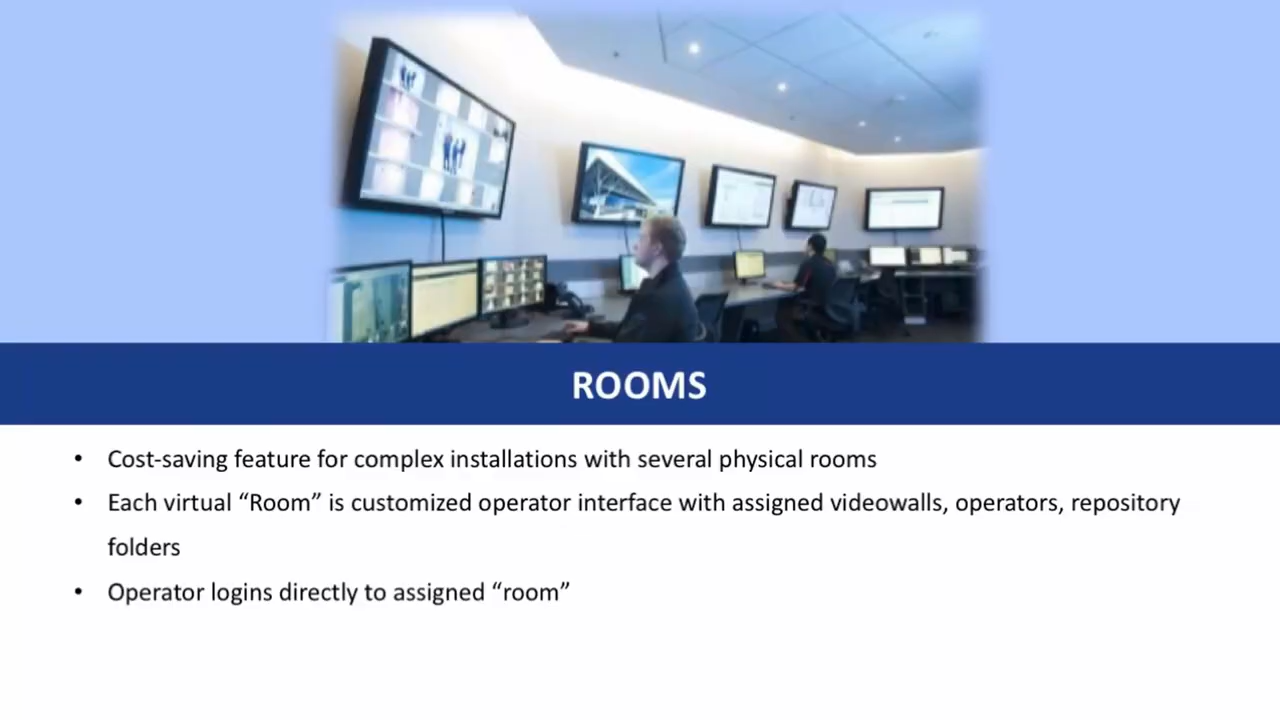 ROOMS
• Cost-saving feature for complex installations with several physical rooms
• Each virtual “Room” is customized operator interface with assigned videowalls, operators, repository
folders
• Operator logins directly to assigned “room”